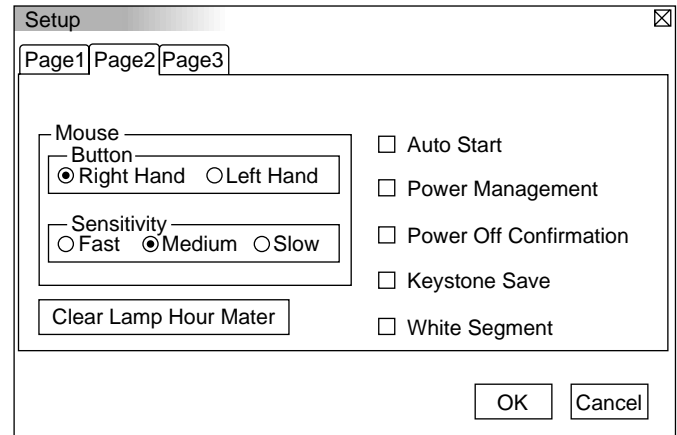 Setup
Page1 Page2 Page3
Mouse
Button
Right Hand Left Hand
Sensitivity
Fast Medium Slow
Clear Lamp Hour Mater
Auto Start
Power Management
Power Off Confirmation
Keystone Save
White Segment
OK Cancel